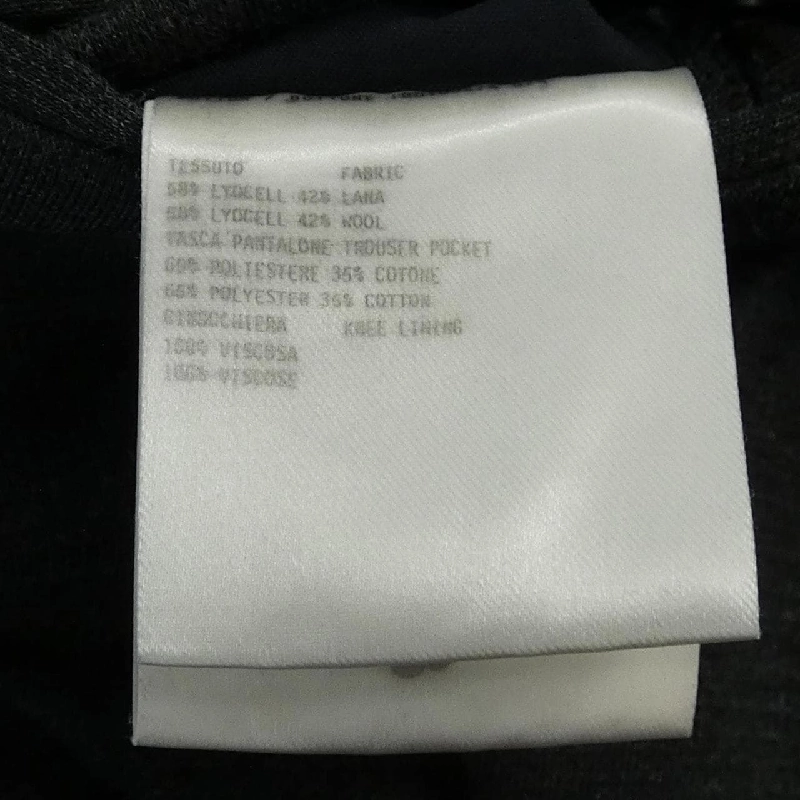 TESSUTO FABRIC
58% LYOCELL 42% LANA
58% LYOCELL 42% WOOL
TASCA PANTALONE TROUSER POCKET
65% POLIESTERE 35% COTONE
65% POLYESTER 35% COTTON
GINOCCHIERA KNEE LINING
100% VISCOSA
100% VISCOSE